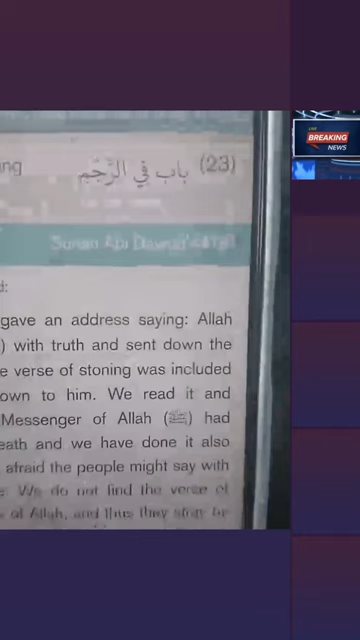 ng باب في الرَّجْم (23)
Sunan Abi Dawud
d:
gave an address saying: Allah
) with truth and sent down the
e verse of stoning was included
own to him. We read it and
Messenger of Allah (ﷺ) had
eath and we have done it also
afraid the people might say with
We do not find the verse of
of Allah, and thus they stop by
LIVE
BREAKING
NEWS